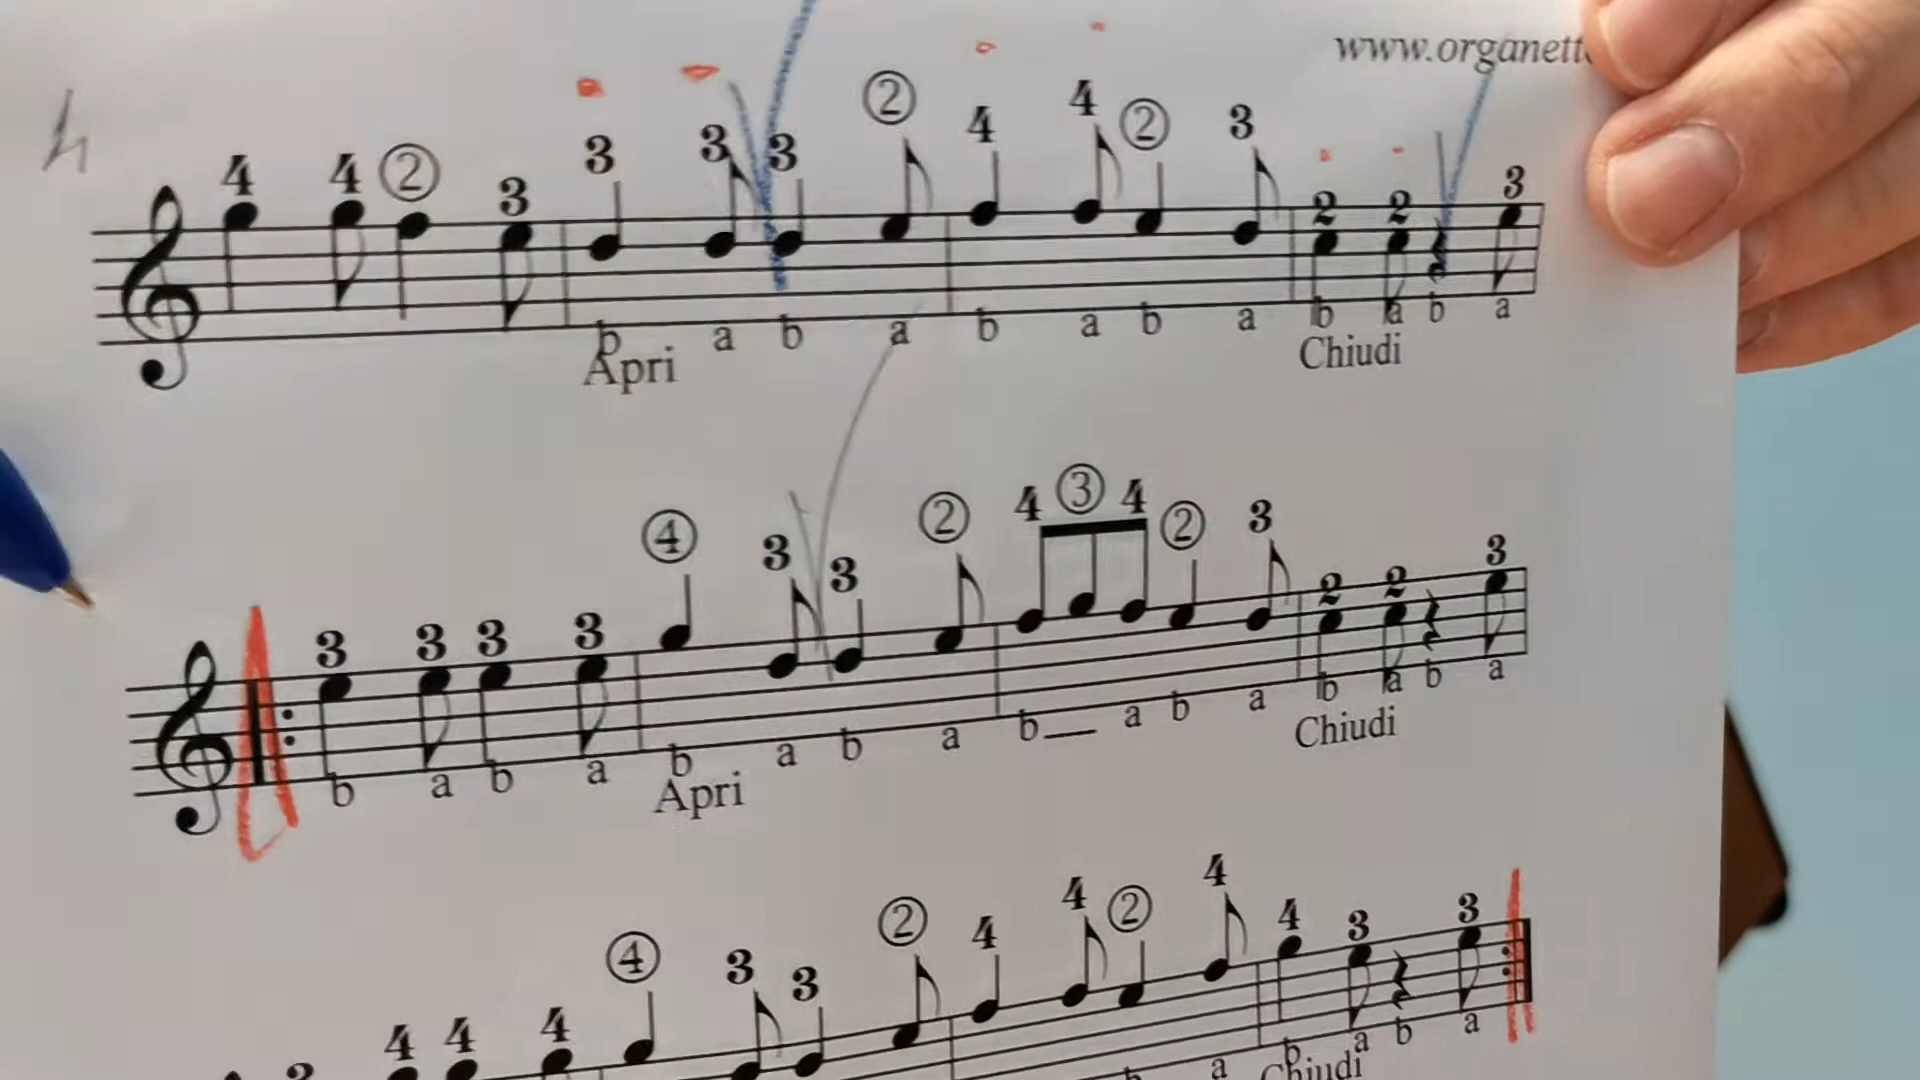 www.organett
4 4 ② 3 3 3 3 ② 4 4 ② 3 2 2 3
b a b a b a b a b a b a
Apri Chiudi
3 3 3 3 ④ 3 3 ② 4 ③ 4 ② 3 2 2 3
b a b a b a b a b a b a b a b a
Apri Chiudi
3 4 4 4 ④ 3 3 ② 4 4 ② 4 4 3 3
b a b a b a
Chiudi